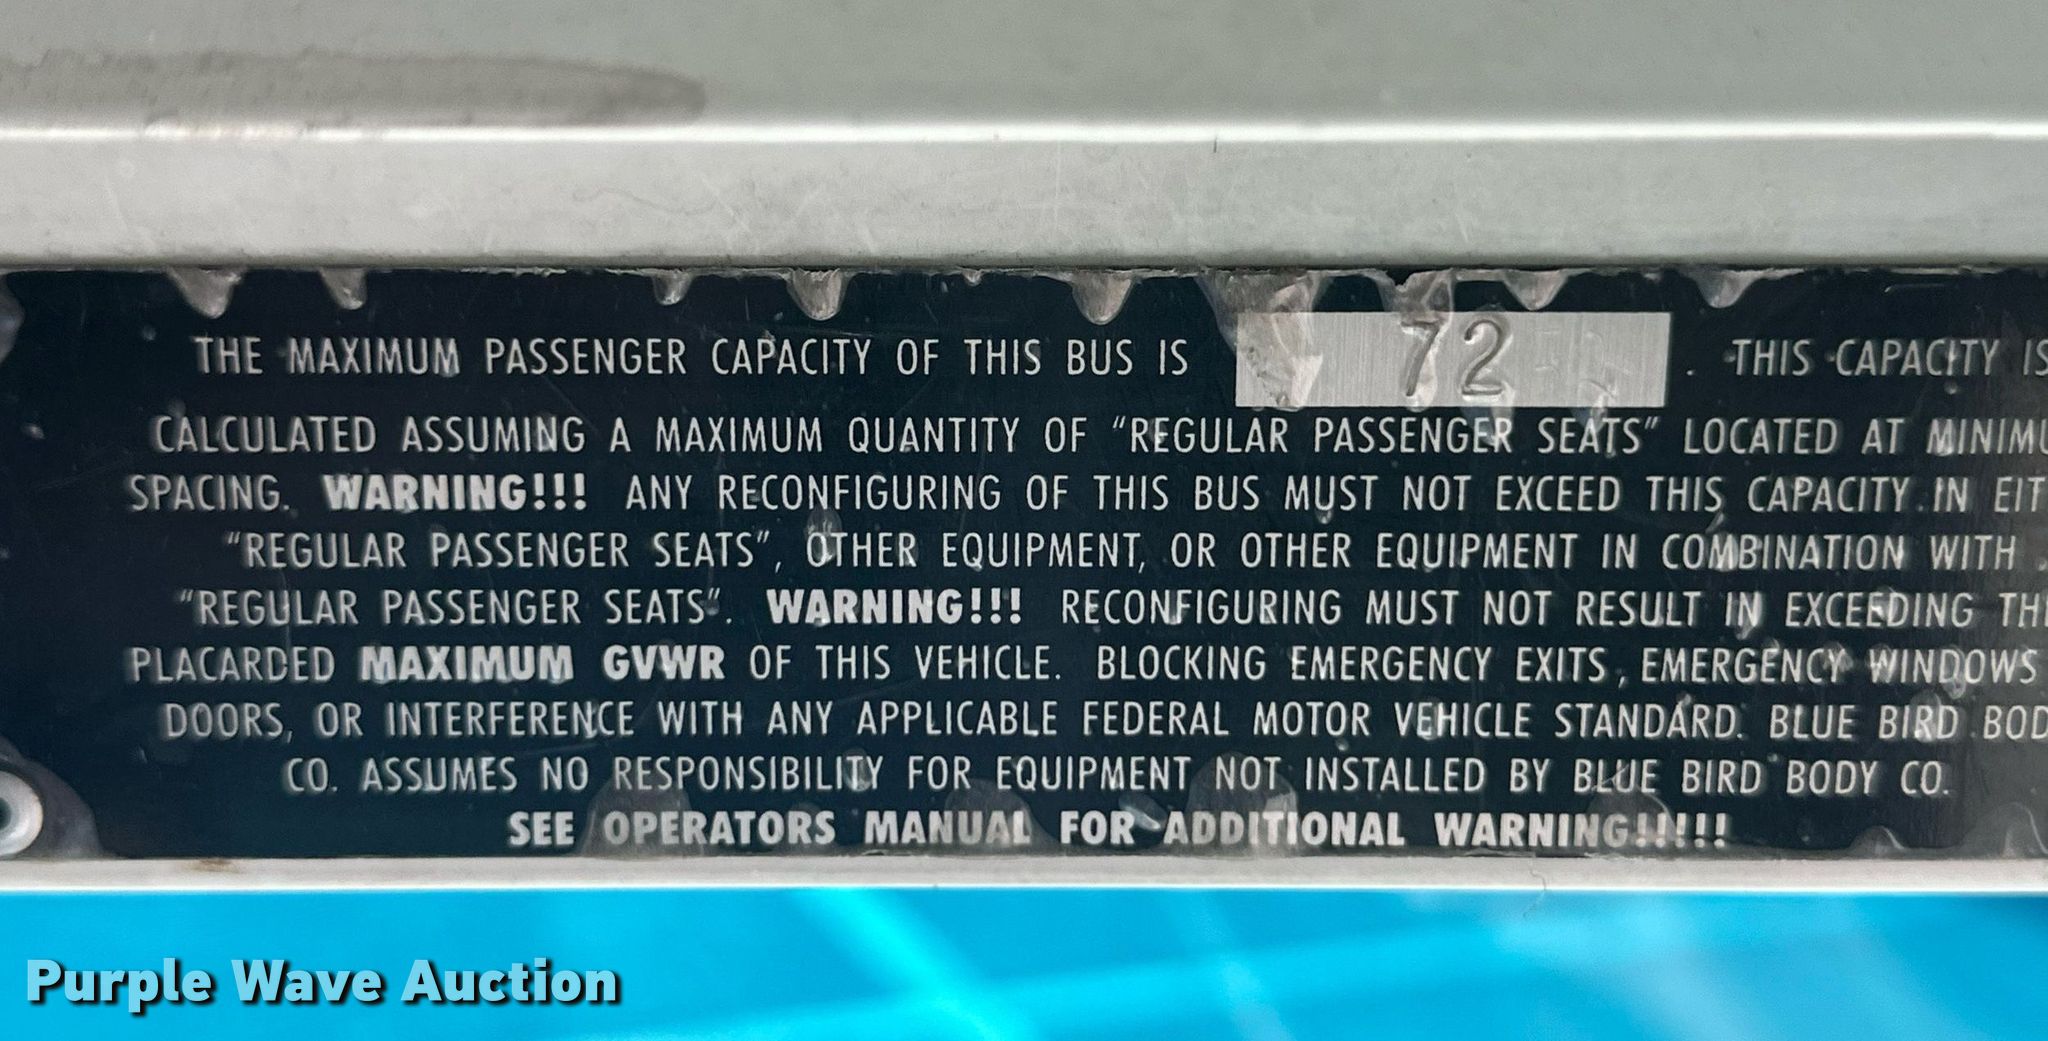 THE MAXIMUM PASSENGER CAPACITY OF THIS BUS IS 72. THIS CAPACITY IS
CALCULATED ASSUMING A MAXIMUM QUANTITY OF "REGULAR PASSENGER SEATS" LOCATED AT MINIMU
SPACING. WARNING!!! ANY RECONFIGURING OF THIS BUS MUST NOT EXCEED THIS CAPACITY IN EIT
"REGULAR PASSENGER SEATS", OTHER EQUIPMENT, OR OTHER EQUIPMENT IN COMBINATION WITH
"REGULAR PASSENGER SEATS". WARNING!!! RECONFIGURING MUST NOT RESULT IN EXCEEDING TH
PLACARDED MAXIMUM GVWR OF THIS VEHICLE. BLOCKING EMERGENCY EXITS, EMERGENCY WINDOWS
DOORS, OR INTERFERENCE WITH ANY APPLICABLE FEDERAL MOTOR VEHICLE STANDARD. BLUE BIRD BOD
CO. ASSUMES NO RESPONSIBILITY FOR EQUIPMENT NOT INSTALLED BY BLUE BIRD BODY CO.
SEE OPERATORS MANUAL FOR ADDITIONAL WARNING!!!!!
Purple Wave Auction